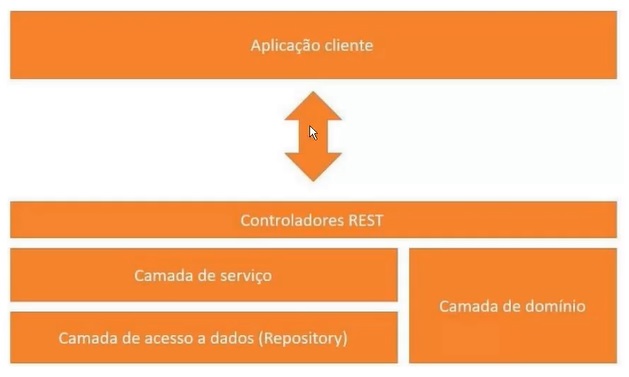 Aplicação cliente
Controladores REST
Camada de serviço
Camada de domínio
Camada de acesso a dados (Repository)